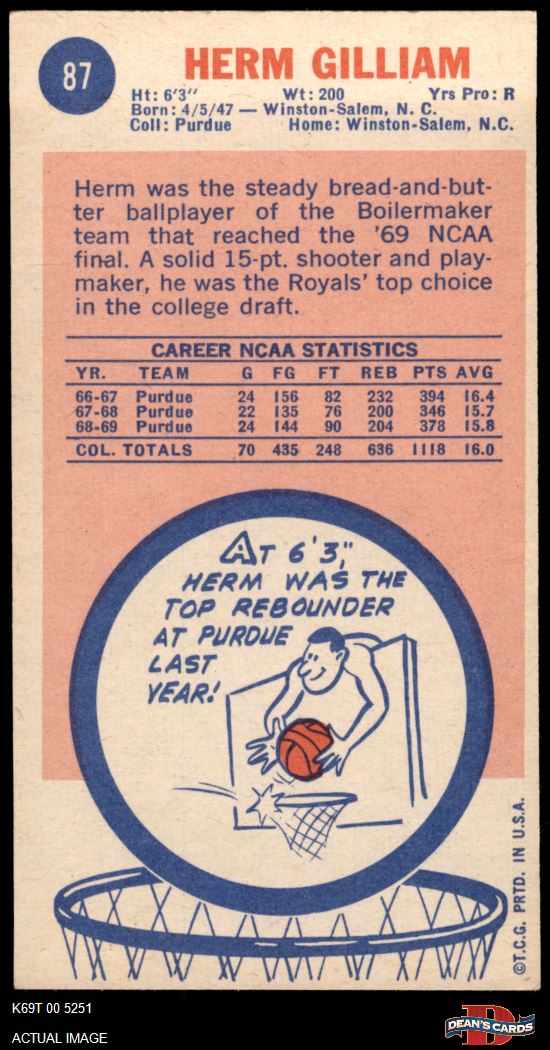 87
HERM GILLIAM
Ht: 6'3" Wt: 200 Yrs Pro: R
Born: 4/5/47 — Winston-Salem, N. C.
Coll: Purdue Home: Winston-Salem, N.C.
Herm was the steady bread-and-but-
ter ballplayer of the Boilermaker
team that reached the '69 NCAA
final. A solid 15-pt. shooter and play-
maker, he was the Royals' top choice
in the college draft.
CAREER NCAA STATISTICS
YR. TEAM G FG FT REB PTS AVG
66-67 Purdue 24 156 82 232 394 16.4
67-68 Purdue 22 135 76 200 346 15.7
68-69 Purdue 24 144 90 204 378 15.8
COL. TOTALS 70 435 248 636 1118 16.0
AT 6'3",
HERM WAS THE
TOP REBOUNDER
AT PURDUE
LAST
YEAR!
©T.C.G. PRTD. IN U.S.A.
K69T 00 5251
ACTUAL IMAGE
D
DEAN'S CARDS